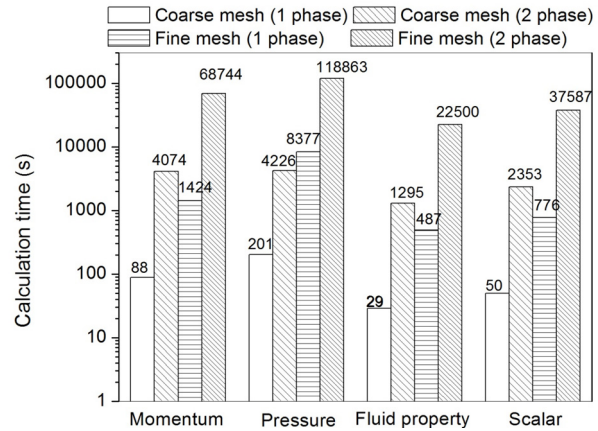 Coarse mesh (1 phase) Coarse mesh (2 phase)
Fine mesh (1 phase) Fine mesh (2 phase)
Calculation time (s)
100000
10000
1000
100
10
1
88 4074 1424 68744
201 4226 8377 118863
29 1295 487 22500
50 2353 776 37587
Momentum Pressure Fluid property Scalar